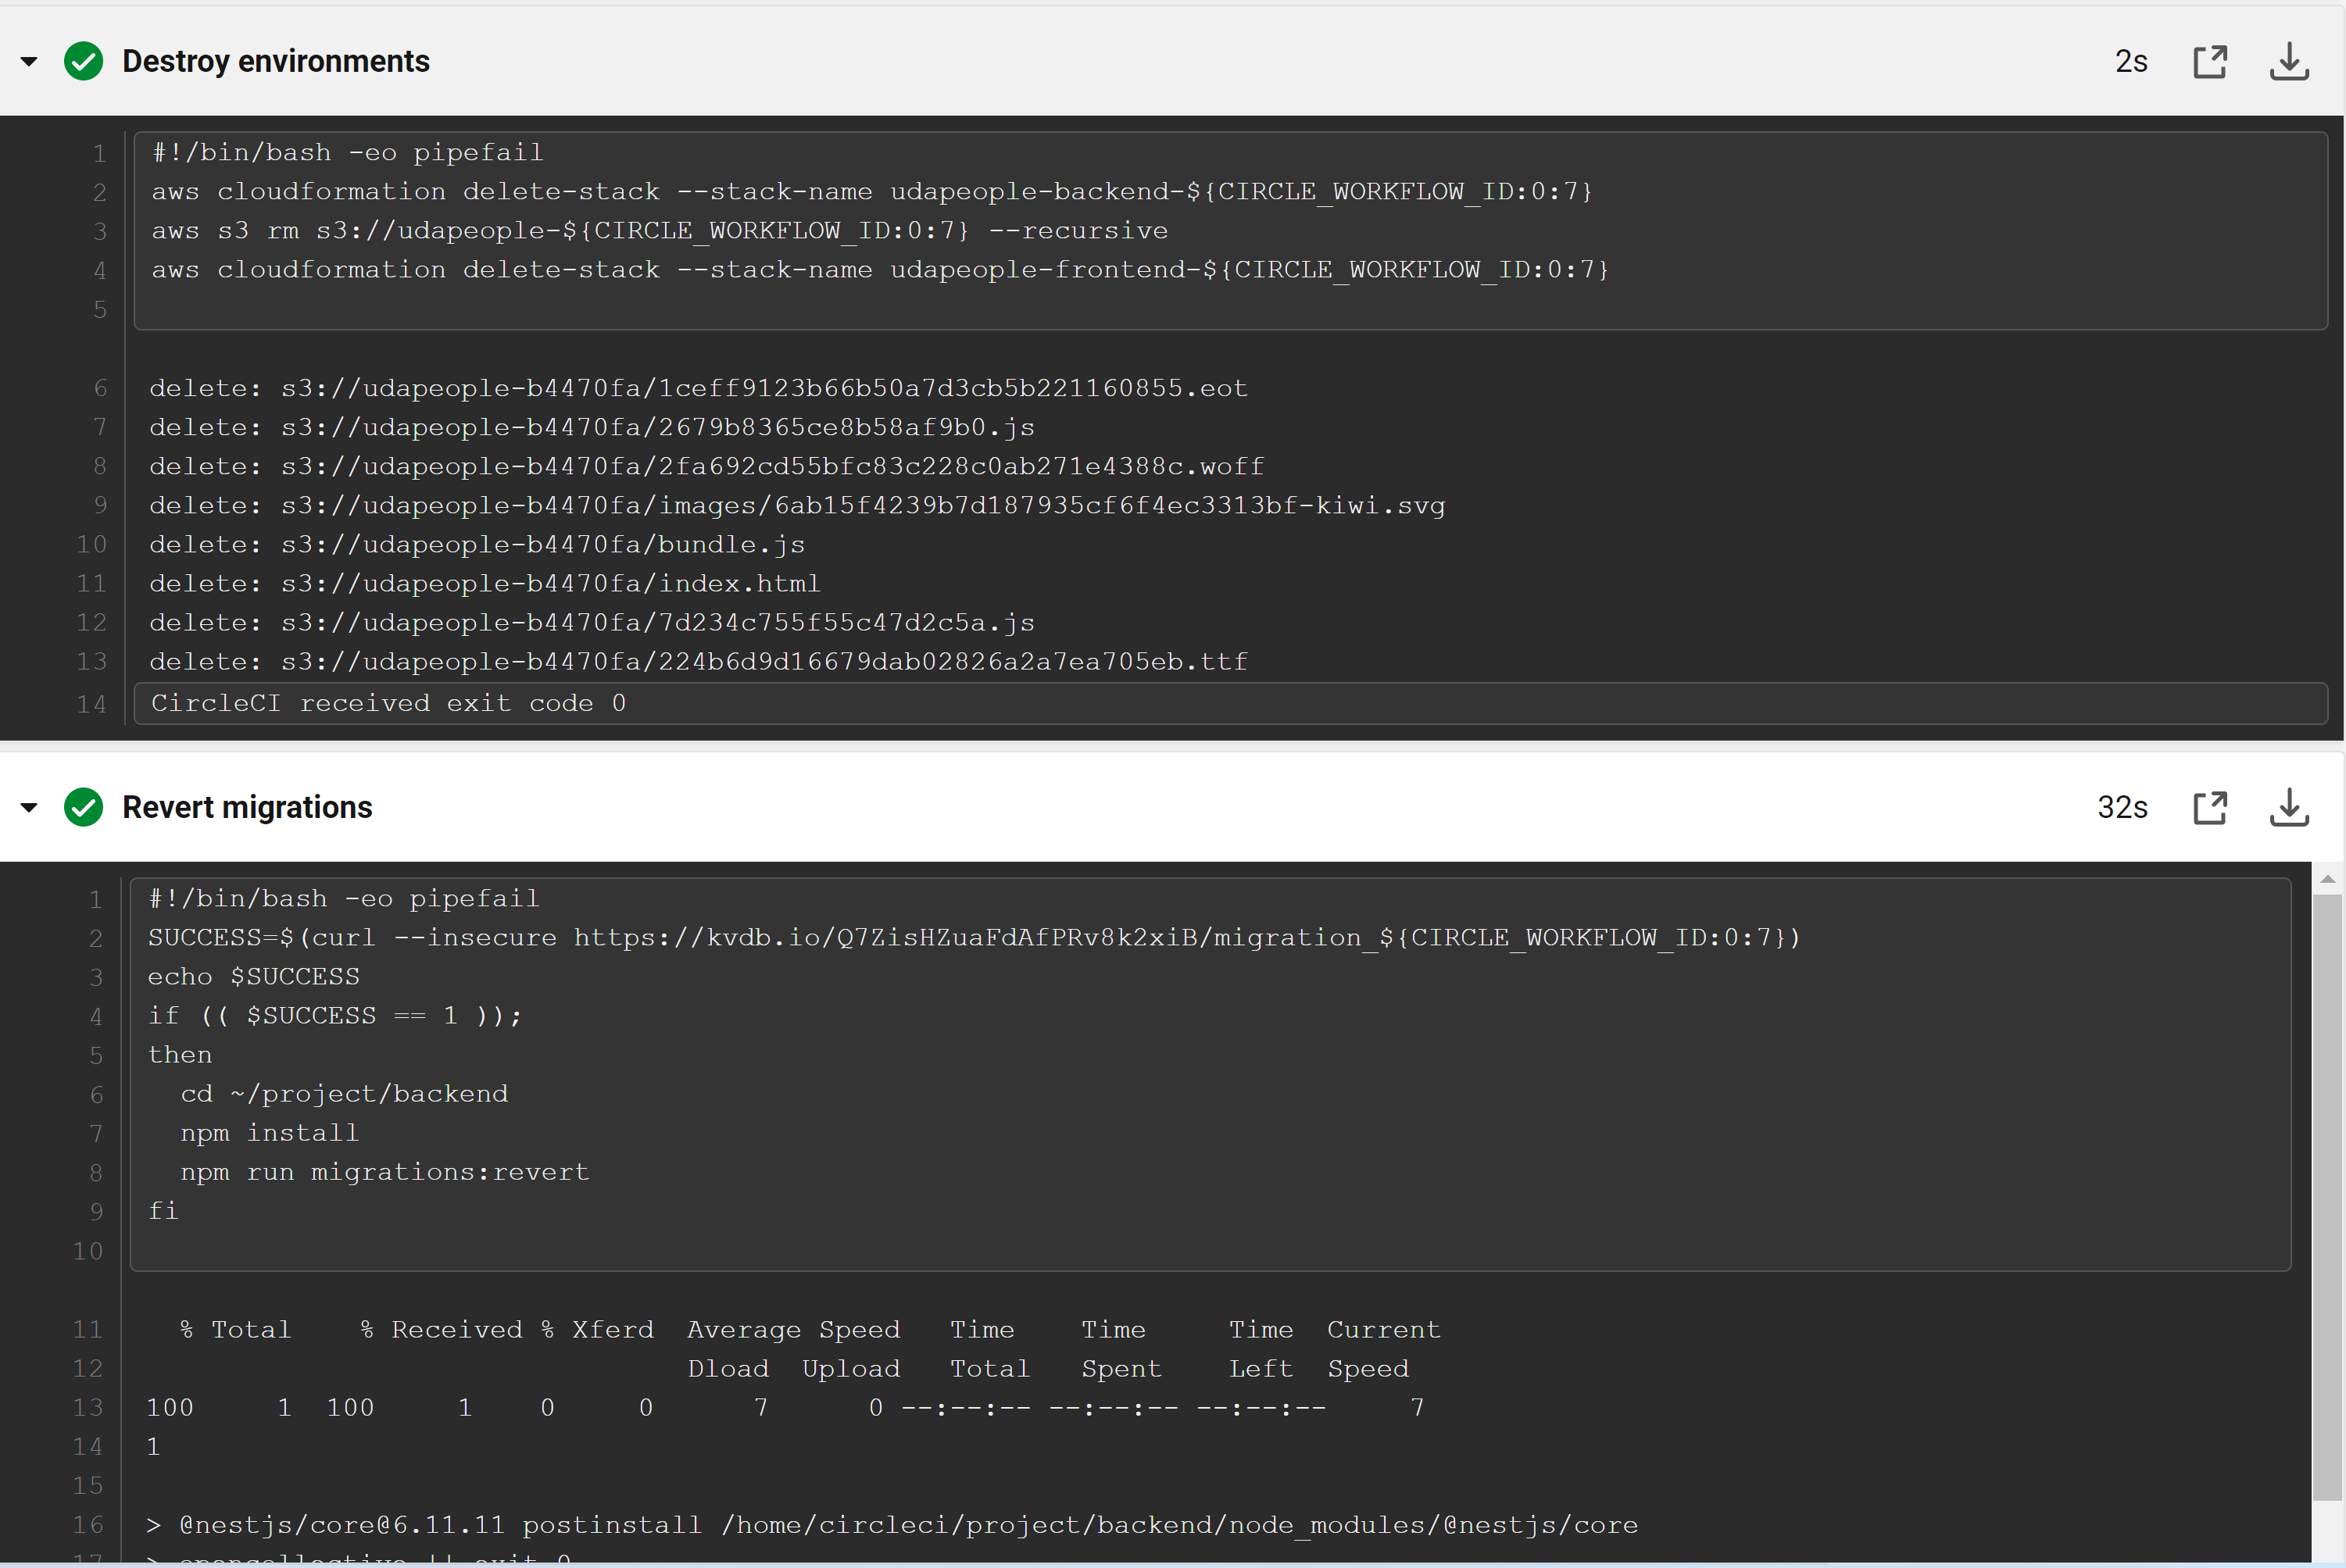 Destroy environments 2s
1 #!/bin/bash -eo pipefail
2 aws cloudformation delete-stack --stack-name udapeople-backend-${CIRCLE_WORKFLOW_ID:0:7}
3 aws s3 rm s3://udapeople-${CIRCLE_WORKFLOW_ID:0:7} --recursive
4 aws cloudformation delete-stack --stack-name udapeople-frontend-${CIRCLE_WORKFLOW_ID:0:7}
5
6 delete: s3://udapeople-b4470fa/1ceff9123b66b50a7d3cb5b221160855.eot
7 delete: s3://udapeople-b4470fa/2679b8365ce8b58af9b0.js
8 delete: s3://udapeople-b4470fa/2fa692cd55bfc83c228c0ab271e4388c.woff
9 delete: s3://udapeople-b4470fa/images/6ab15f4239b7d187935cf6f4ec3313bf-kiwi.svg
10 delete: s3://udapeople-b4470fa/bundle.js
11 delete: s3://udapeople-b4470fa/index.html
12 delete: s3://udapeople-b4470fa/7d234c755f55c47d2c5a.js
13 delete: s3://udapeople-b4470fa/224b6d9d16679dab02826a2a7ea705eb.ttf
14 CircleCI received exit code 0
Revert migrations 32s
1 #!/bin/bash -eo pipefail
2 SUCCESS=$(curl --insecure https://kvdb.io/Q7ZisHZuaFdAfPRv8k2xiB/migration_${CIRCLE_WORKFLOW_ID:0:7})
3 echo $SUCCESS
4 if (( $SUCCESS == 1 ));
5 then
6 cd ~/project/backend
7 npm install
8 npm run migrations:revert
9 fi
10
11 % Total % Received % Xferd Average Speed Time Time Time Current
12 Dload Upload Total Spent Left Speed
13 100 1 100 1 0 0 7 0 --:--:-- --:--:-- --:--:-- 7
14 1
15
16 > @nestjs/core@6.11.11 postinstall /home/circleci/project/backend/node_modules/@nestjs/core
17 > opencollective || exit 0